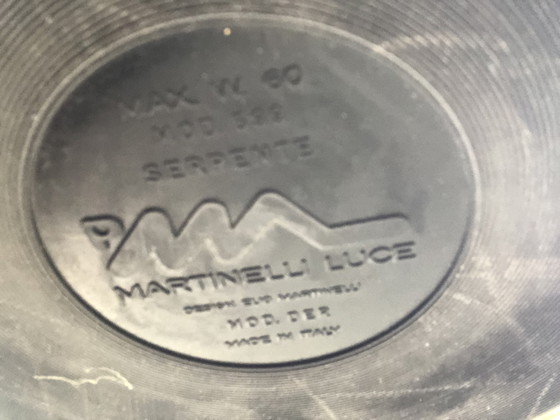 MAX. W. 60
MOD. 599
SERPENTE
MARTINELLI LUCE
DESIGN ELIO MARTINELLI
MOD. DEP.
MADE IN ITALY